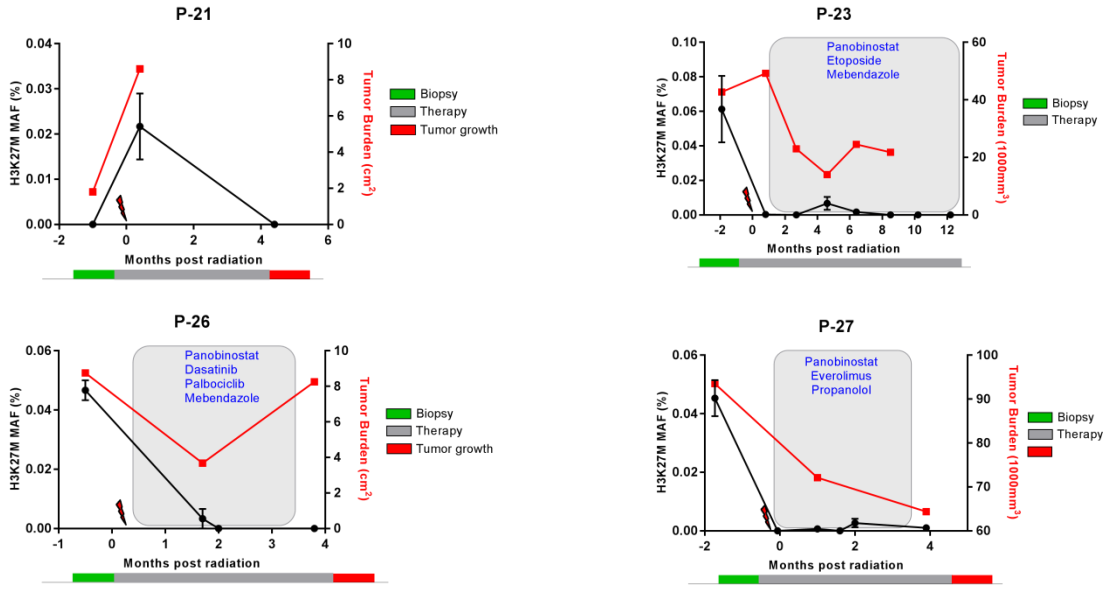 P-21
H3K27M MAF (%)
0.04
0.03
0.02
0.01
0.00
10
8
6
4
2
0
Tumor Burden (cm²)
-2
0
2
4
6
Months post radiation
Biopsy
Therapy
Tumor growth
P-23
H3K27M MAF (%)
0.10
0.08
0.06
0.04
0.02
0.00
Panobinostat
Etoposide
Mebendazole
60
40
20
0
Tumor Burden (1000mm³)
-2
0
2
4
6
8
10
12
Months post radiation
Biopsy
Therapy
P-26
H3K27M MAF (%)
0.06
0.04
0.02
0.00
Panobinostat
Dasatinib
Palbociclib
Mebendazole
10
8
6
4
2
0
Tumor Burden (cm²)
-1
0
1
2
3
4
Months post radiation
Biopsy
Therapy
Tumor growth
P-27
H3K27M MAF (%)
0.06
0.04
0.02
0.00
Panobinostat
Everolimus
Propanolol
100
90
80
70
60
Tumor Burden (1000mm³)
-2
0
2
4
Months post radiation
Biopsy
Therapy